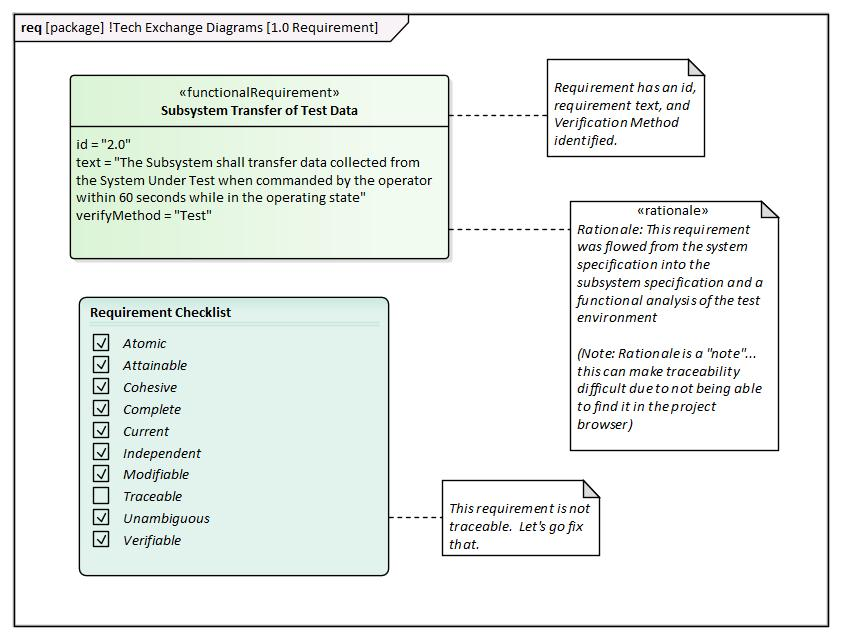 req [package] !Tech Exchange Diagrams [1.0 Requirement]
«functionalRequirement»
Subsystem Transfer of Test Data
id = "2.0"
text = "The Subsystem shall transfer data collected from
the System Under Test when commanded by the operator
within 60 seconds while in the operating state"
verifyMethod = "Test"
Requirement has an id,
requirement text, and
Verification Method
identified.
«rationale»
Rationale: This requirement
was flowed from the system
specification into the
subsystem specification and a
functional analysis of the test
environment
(Note: Rationale is a "note"...
this can make traceability
difficult due to not being able
to find it in the project
browser)
Requirement Checklist
Atomic
Attainable
Cohesive
Complete
Current
Independent
Modifiable
Traceable
Unambiguous
Verifiable
This requirement is not
traceable.  Let's go fix
that.